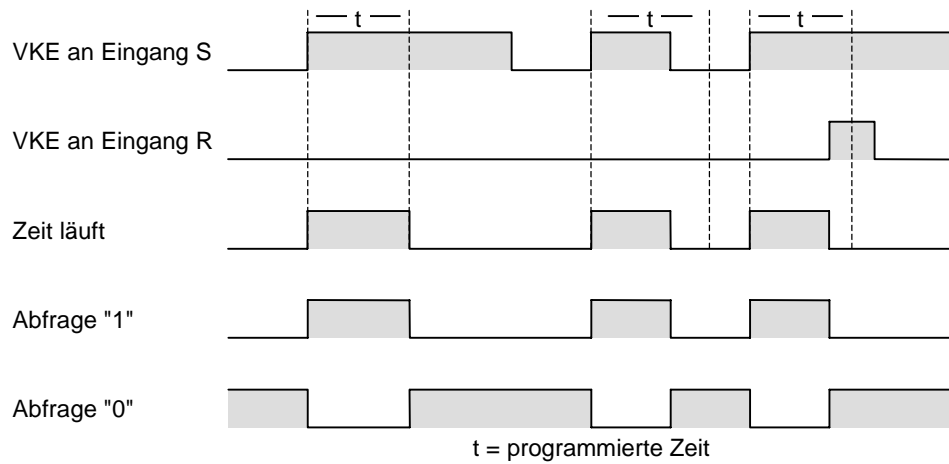 t t t
VKE an Eingang S
VKE an Eingang R
Zeit läuft
Abfrage "1"
Abfrage "0"
t = programmierte Zeit